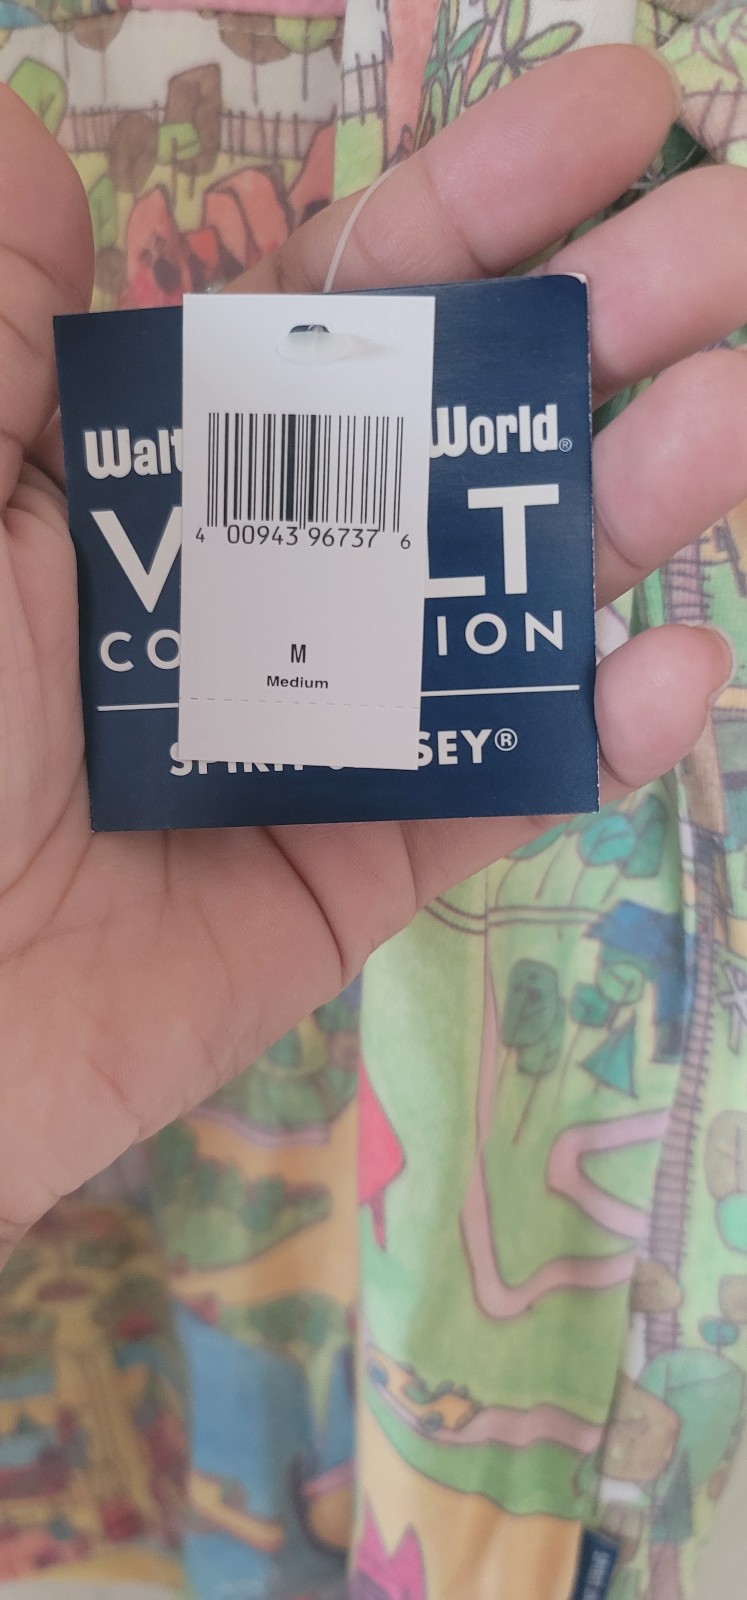 Walt World®
V LT
CO ION
SEY®
4 00943 96737 6
M
Medium